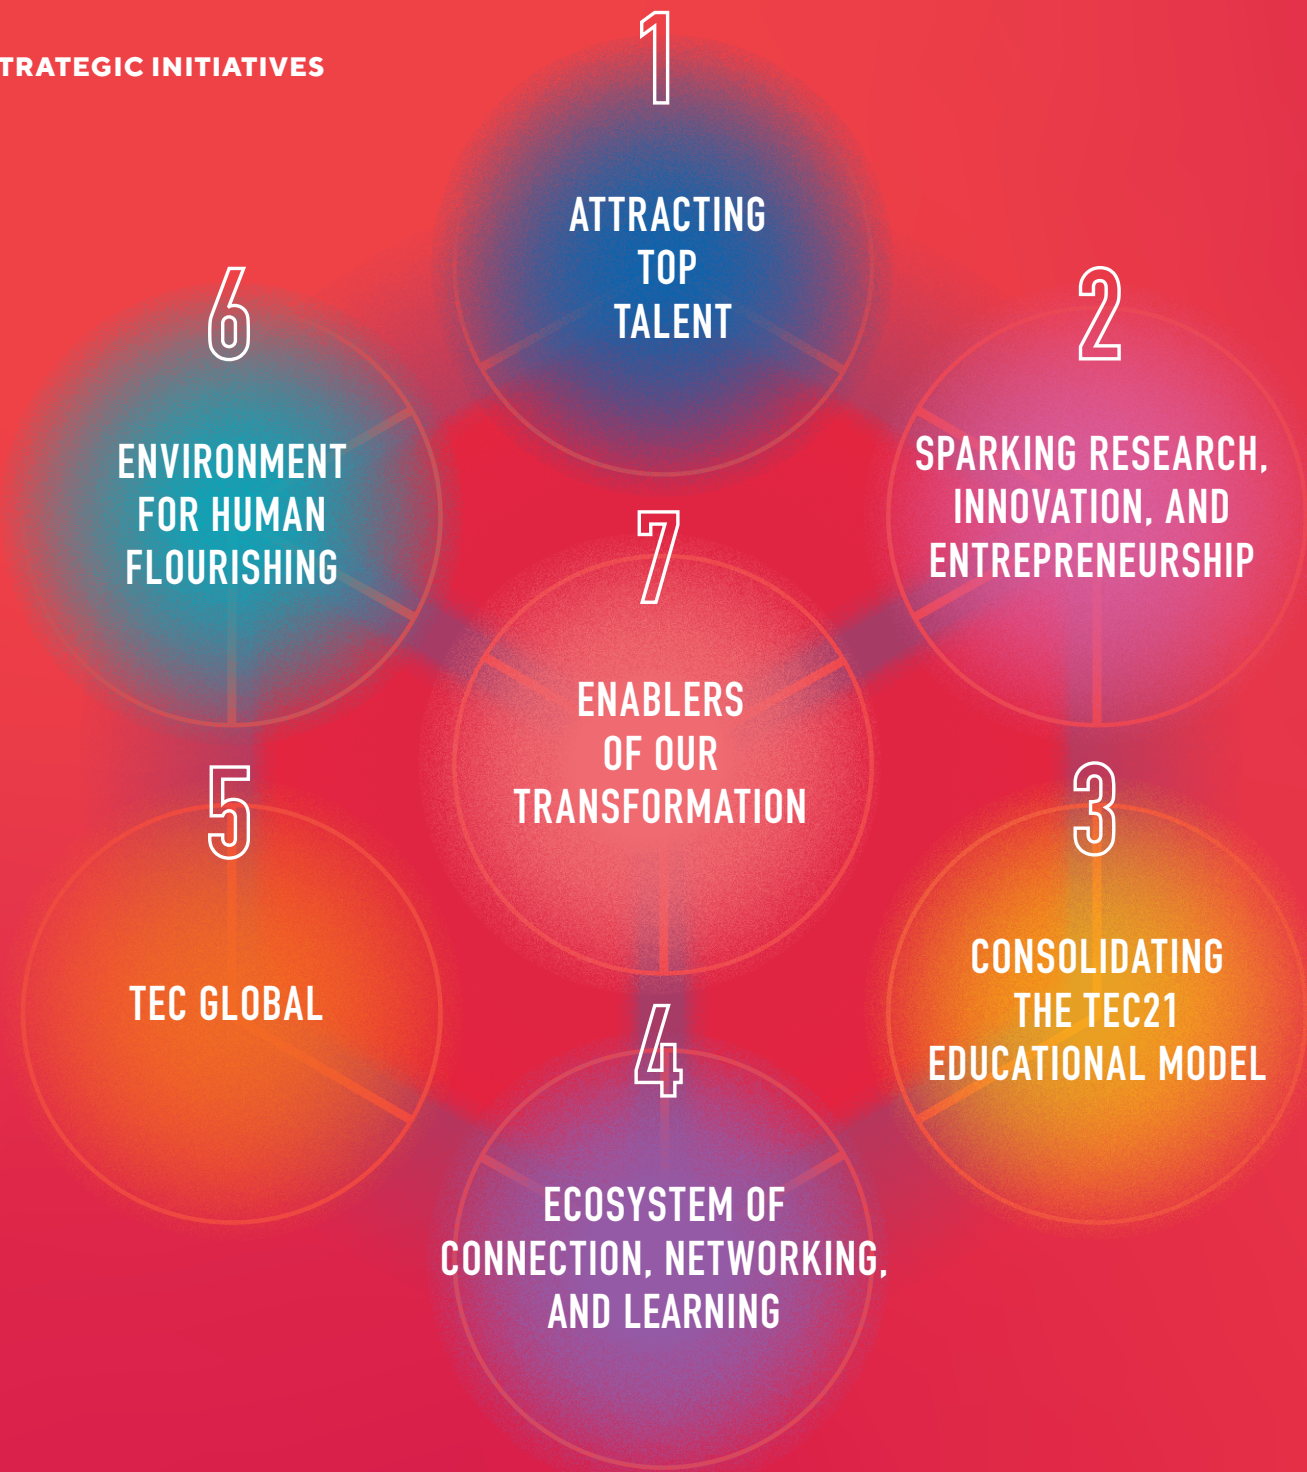 TRATEGIC INITIATIVES
1
ATTRACTING
TOP
TALENT
2
SPARKING RESEARCH,
INNOVATION, AND
ENTREPRENEURSHIP
3
CONSOLIDATING
THE TEC21
EDUCATIONAL MODEL
4
ECOSYSTEM OF
CONNECTION, NETWORKING,
AND LEARNING
5
TEC GLOBAL
6
ENVIRONMENT
FOR HUMAN
FLOURISHING
7
ENABLERS
OF OUR
TRANSFORMATION